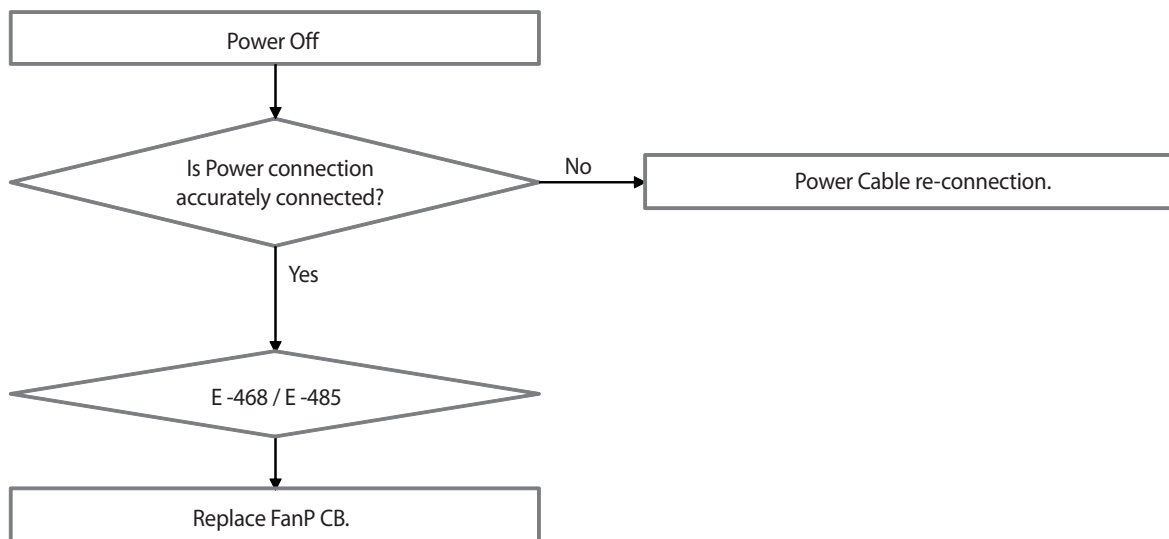 Power Off
Is Power connection
accurately connected?
No
Power Cable re-connection.
Yes
E -468 / E -485
Replace FanP CB.